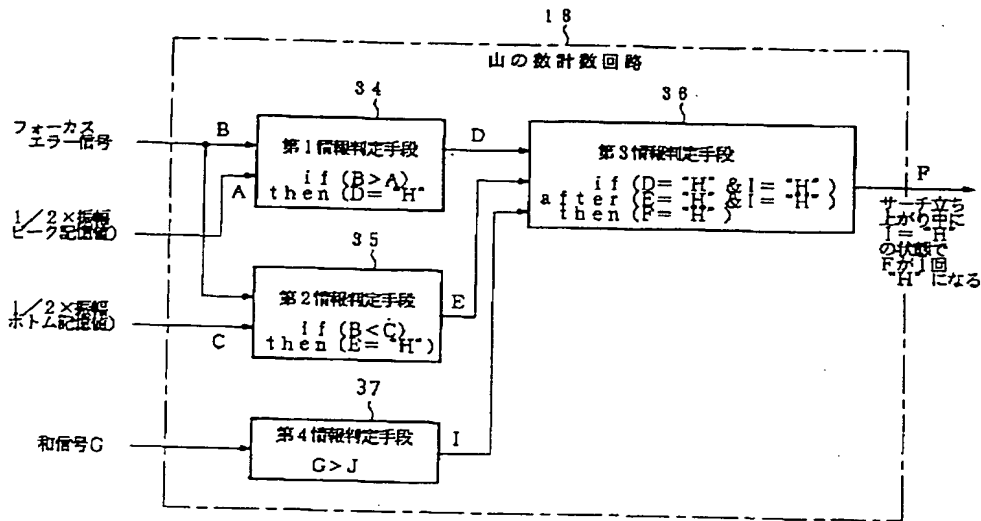 18
山の数計数回路
34
36
フォーカス
エラー信号
B
D
第1情報判定手段
if (B>A)
then (D="H"
A
第3情報判定手段
if (D="H" & I="H" )
after (E="H" & I="H" )
then (F="H" )
F
サーチ立ち
上がり中に
I="H"
の状態で
Fが1回
"H"になる
1/2×振幅
ピーク記憶値)
35
1/2×振幅
ボトム記憶値)
C
第2情報判定手段
if (B<C)
then (E="H")
E
37
和信号G
第4情報判定手段
G>J
I